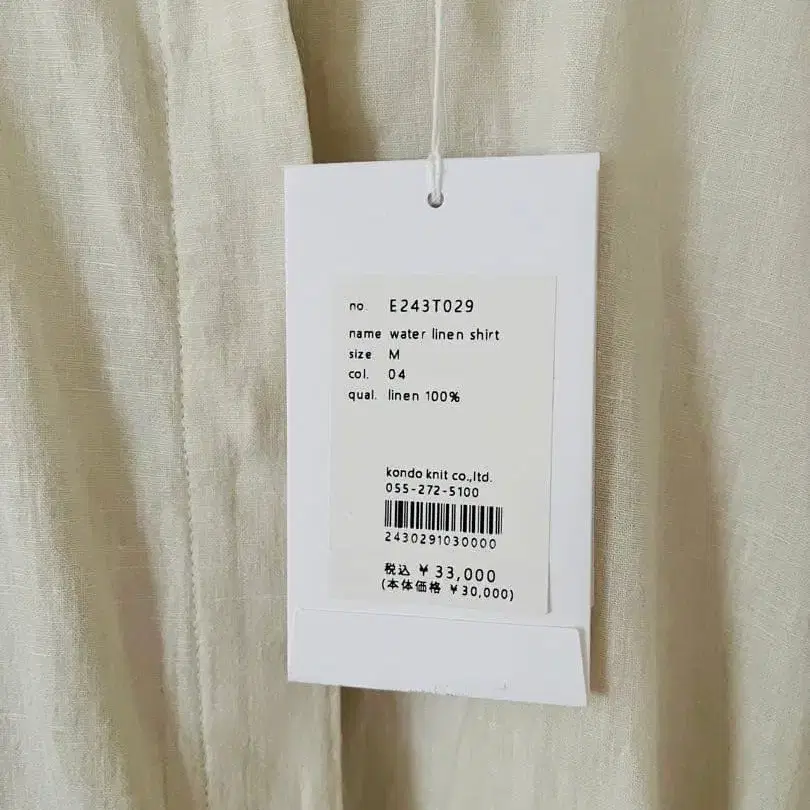 no. E243T029
name water linen shirt
size M
col. 04
qual. linen 100%
kondo knit co.,ltd.
055-272-5100
2430291030000
税込 ¥ 33,000
(本体価格 ¥30,000)